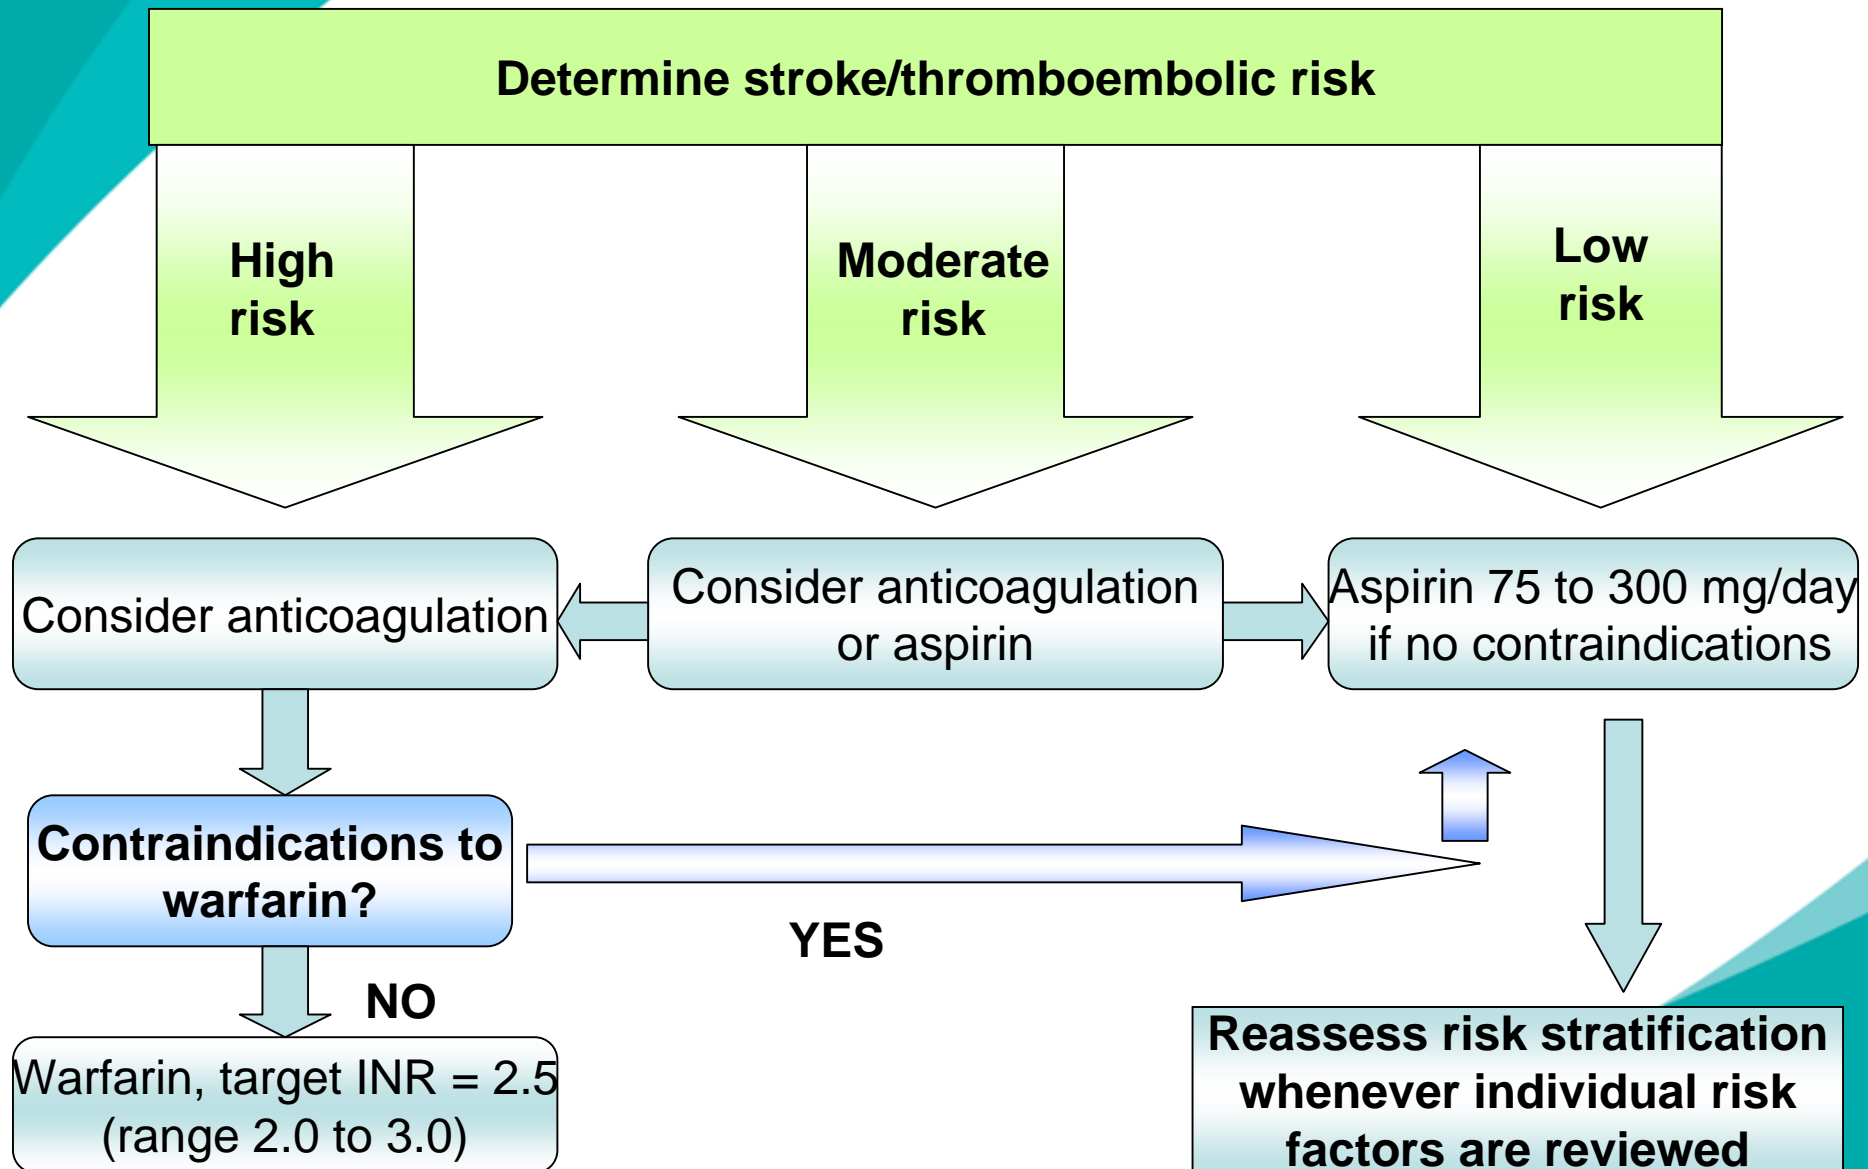 Determine stroke/thromboembolic risk
High
risk
Moderate
risk
Low
risk
Consider anticoagulation
Consider anticoagulation
or aspirin
Aspirin 75 to 300 mg/day
if no contraindications
Contraindications to
warfarin?
YES
NO
Warfarin, target INR = 2.5
(range 2.0 to 3.0)
Reassess risk stratification
whenever individual risk
factors are reviewed